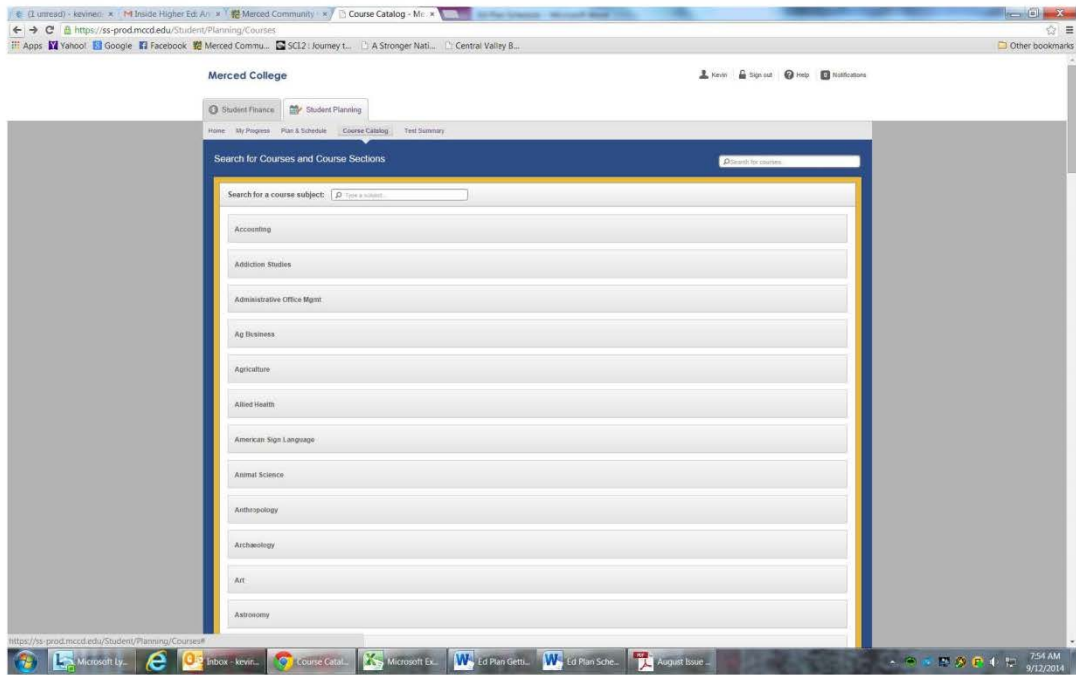 (1 unread) - kevinec × M Inside Higher Ed: Ar × Merced Community × Course Catalog - Me ×
https://ss-prod.mccd.edu/Student/Planning/Courses
Apps Yahoo! Google Facebook Merced Commu... SCI.2 : Journey t... A Stronger Nati... Central Valley B... Other bookmarks
Merced College Kevin Sign out Help Notifications
Student Finance Student Planning
Home My Progress Plan & Schedule Course Catalog Test Summary
Search for Courses and Course Sections Search for courses...
Search for a course subject: Type a subject...
Accounting
Addiction Studies
Administrative Office Mgmt
Ag Business
Agriculture
Allied Health
American Sign Language
Animal Science
Anthropology
Archaeology
Art
Astronomy
https://ss-prod.mccd.edu/Student/Planning/Courses#
Microsoft Ly... Inbox - kevin... Course Catal... Microsoft Ex... Ed Plan Getti... Ed Plan Sche... August Issue ... 7:54 AM
9/12/2014